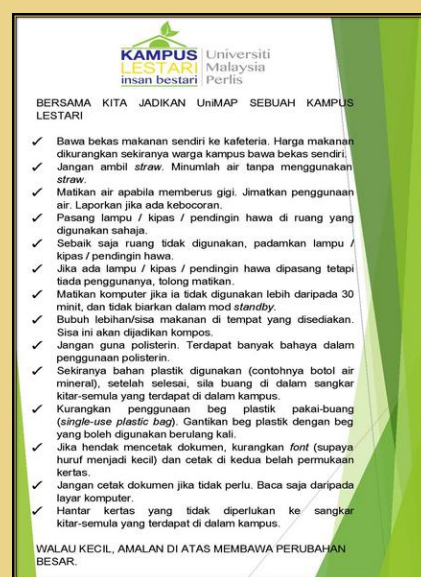 KAMPUS
LESTARI
insan bestari
Universiti
Malaysia
Perlis
BERSAMA KITA JADIKAN UniMAP SEBUAH KAMPUS
LESTARI
✓ Bawa bekas makanan sendiri ke kafeteria. Harga makanan
dikurangkan sekiranya warga kampus bawa bekas sendiri.
✓ Jangan ambil straw. Minumlah air tanpa menggunakan
straw.
✓ Matikan air apabila memberus gigi. Jimatkan penggunaan
air. Laporkan jika ada kebocoran.
✓ Pasang lampu / kipas / pendingin hawa di ruang yang
digunakan sahaja.
✓ Sebaik saja ruang tidak digunakan, padamkan lampu /
kipas / pendingin hawa.
✓ Jika ada lampu / kipas / pendingin hawa dipasang tetapi
tiada penggunanya, tolong matikan.
✓ Matikan komputer jika ia tidak digunakan lebih daripada 30
minit, dan tidak biarkan dalam mod standby.
✓ Bubuh lebihan/sisa makanan di tempat yang disediakan.
Sisa ini akan dijadikan kompos.
✓ Jangan guna polisterin. Terdapat banyak bahaya dalam
penggunaan polisterin.
✓ Sekiranya bahan plastik digunakan (contohnya botol air
mineral), setelah selesai, sila buang di dalam sangkar
kitar-semula yang terdapat di dalam kampus.
✓ Kurangkan penggunaan beg plastik pakai-buang
(single-use plastic bag). Gantikan beg plastik dengan beg
yang boleh digunakan berulang kali.
✓ Jika hendak mencetak dokumen, kurangkan font (supaya
huruf menjadi kecil) dan cetak di kedua belah permukaan
kertas.
✓ Jangan cetak dokumen jika tidak perlu. Baca saja daripada
layar komputer.
✓ Hantar kertas yang tidak diperlukan ke sangkar
kitar-semula yang terdapat di dalam kampus.
WALAU KECIL, AMALAN DI ATAS MEMBAWA PERUBAHAN
BESAR.